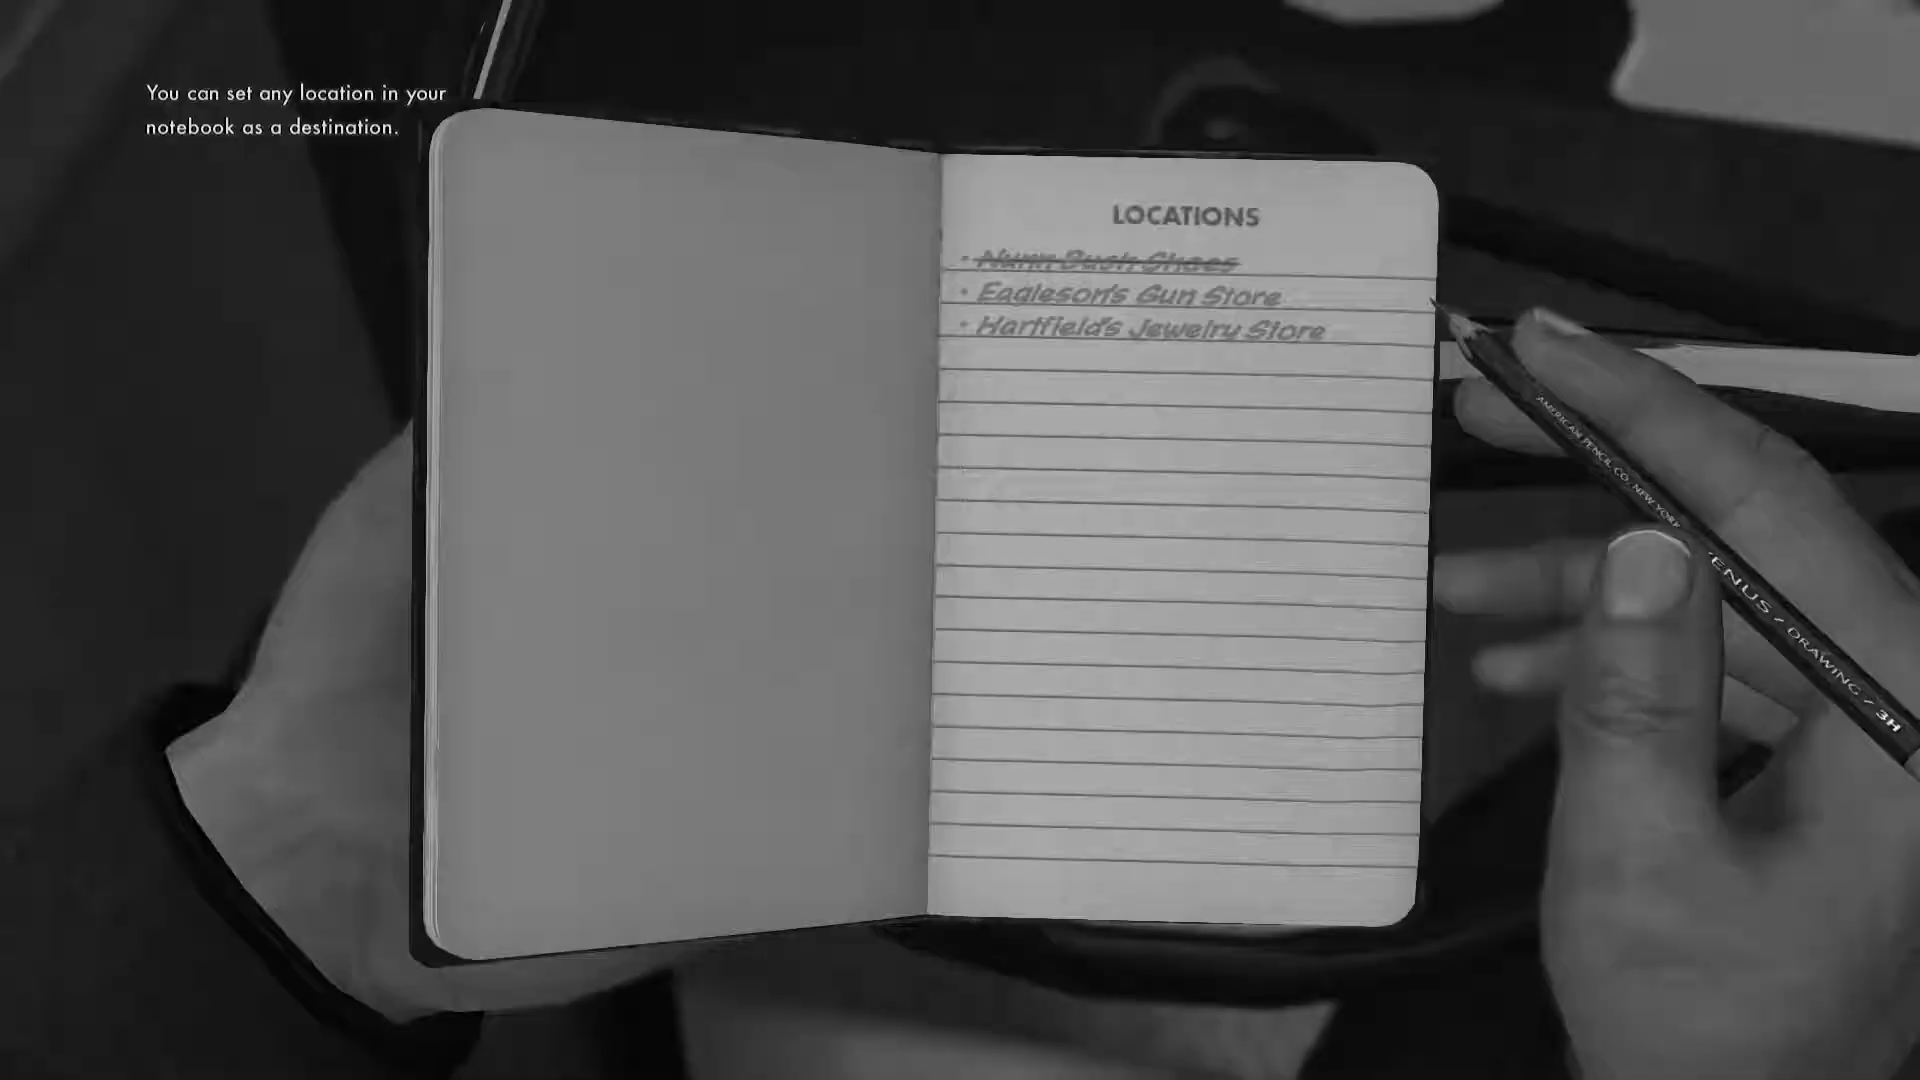 You can set any location in your
notebook as a destination.
LOCATIONS
• Nunn Bush Shoes
• Eagleson's Gun Store
• Hartfield's Jewelry Store
AMERICAN PENCIL CO. NEW YORK
VENUS / DRAWING / 3H